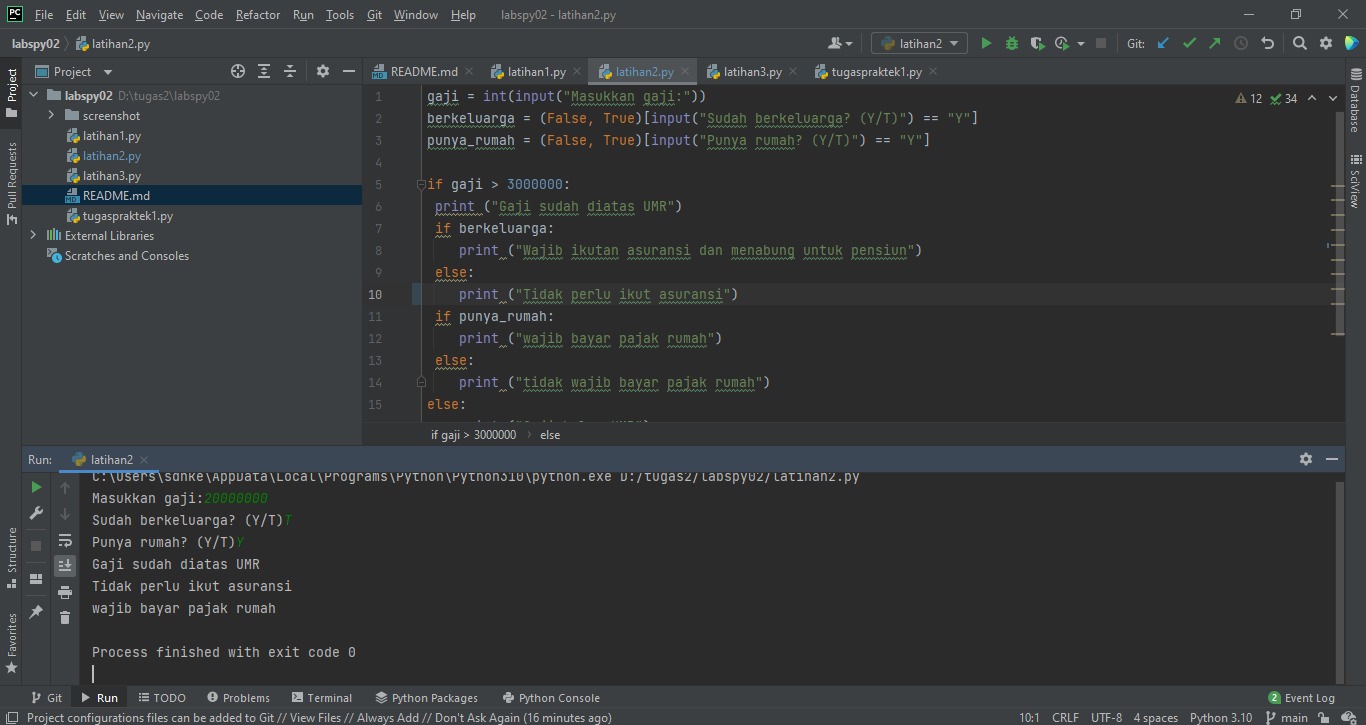 PC File Edit View Navigate Code Refactor Run Tools Git Window Help labspy02 - latihan2.py
labspy02 latihan2.py latihan2 Git:
Project
README.md latihan1.py latihan2.py latihan3.py tugaspraktek1.py
labspy02 D:\tugas2\labspy02
screenshot
latihan1.py
latihan2.py
latihan3.py
README.md
tugaspraktek1.py
External Libraries
Scratches and Consoles
Project
Pull Requests
Structure
Favorites
12 34
1 gaji = int(input("Masukkan gaji:"))
2 berkeluarga = (False, True)[input("Sudah berkeluarga? (Y/T)") == "Y"]
3 punya_rumah = (False, True)[input("Punya rumah? (Y/T)") == "Y"]
4
5 if gaji > 3000000:
6 print ("Gaji sudah diatas UMR")
7 if berkeluarga:
8 print ("Wajib ikutan asuransi dan menabung untuk pensiun")
9 else:
10 print ("Tidak perlu ikut asuransi")
11 if punya_rumah:
12 print ("wajib bayar pajak rumah")
13 else:
14 print ("tidak wajib bayar pajak rumah")
15 else:
if gaji > 3000000 else
Database
SciView
Run: latihan2
C:\Users\sdnke\AppData\Local\Programs\Python\Python310\python.exe D:/tugas2/labspy02/latihan2.py
Masukkan gaji:20000000
Sudah berkeluarga? (Y/T)T
Punya rumah? (Y/T)Y
Gaji sudah diatas UMR
Tidak perlu ikut asuransi
wajib bayar pajak rumah
Process finished with exit code 0
Git Run TODO Problems Terminal Python Packages Python Console 2 Event Log
Project configurations files can be added to Git // View Files // Always Add // Don't Ask Again (16 minutes ago) 10:1 CRLF UTF-8 4 spaces Python 3.10 main